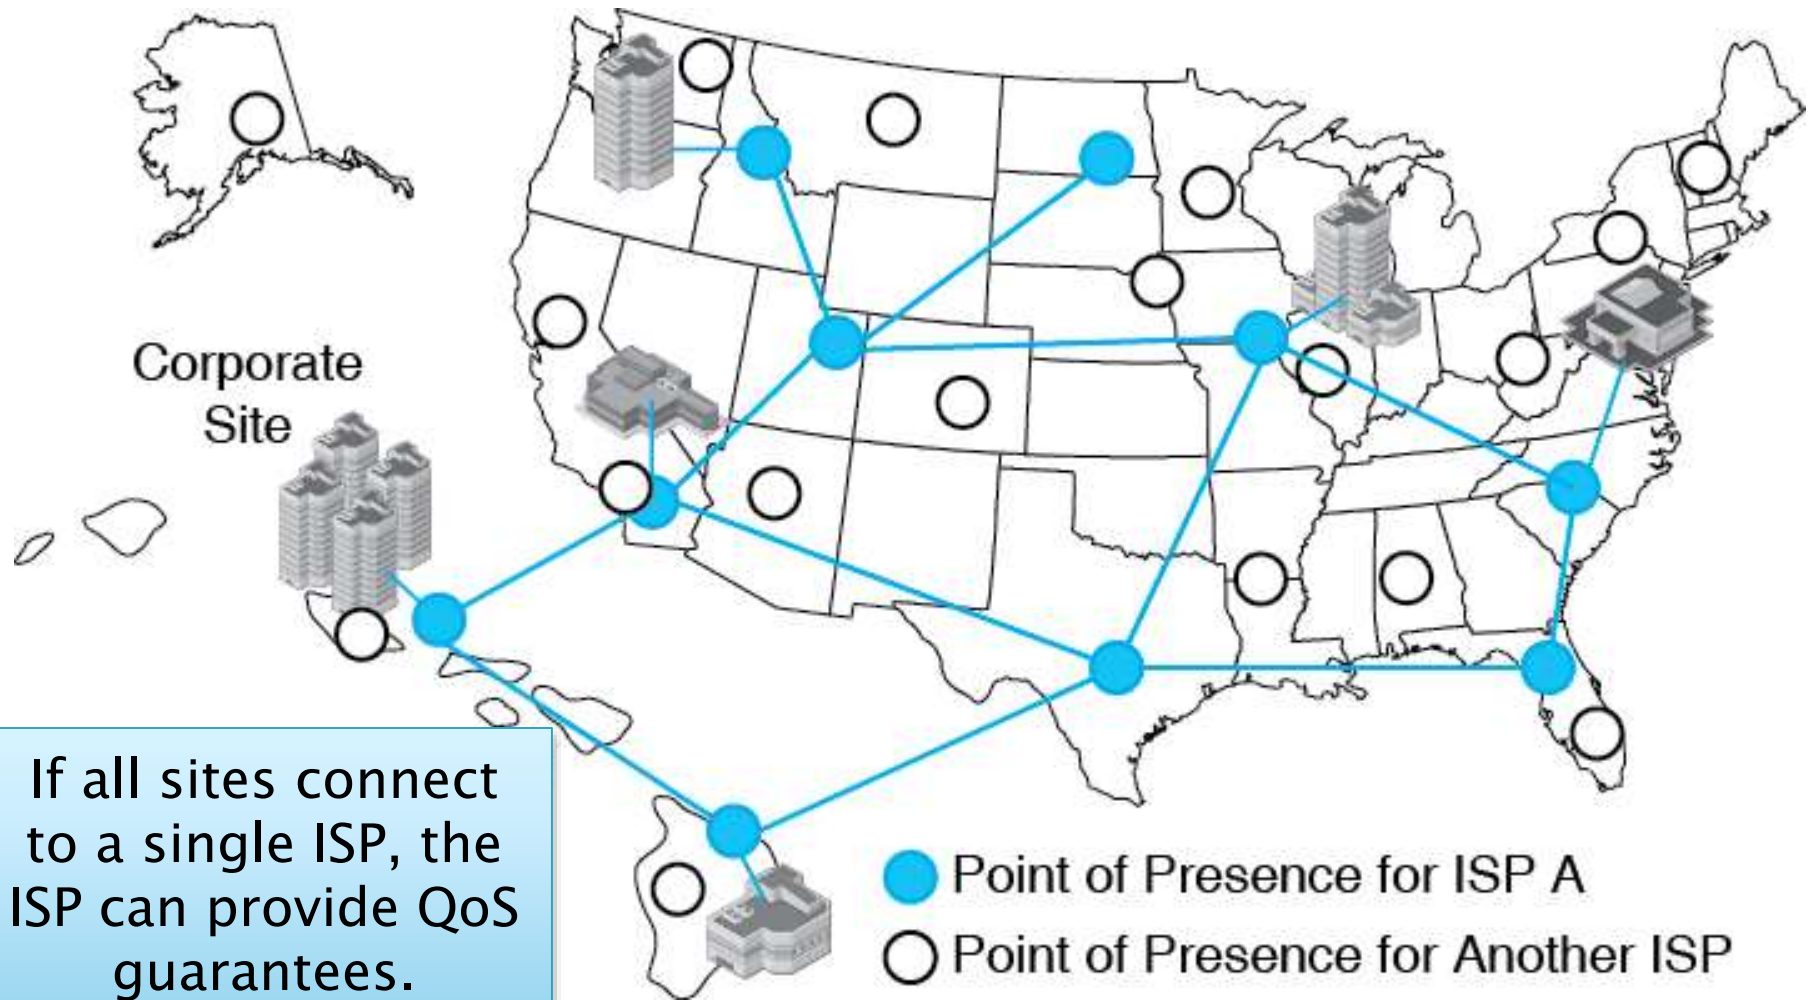 Corporate
Site
If all sites connect
to a single ISP, the
ISP can provide QoS
guarantees.
Point of Presence for ISP A
Point of Presence for Another ISP